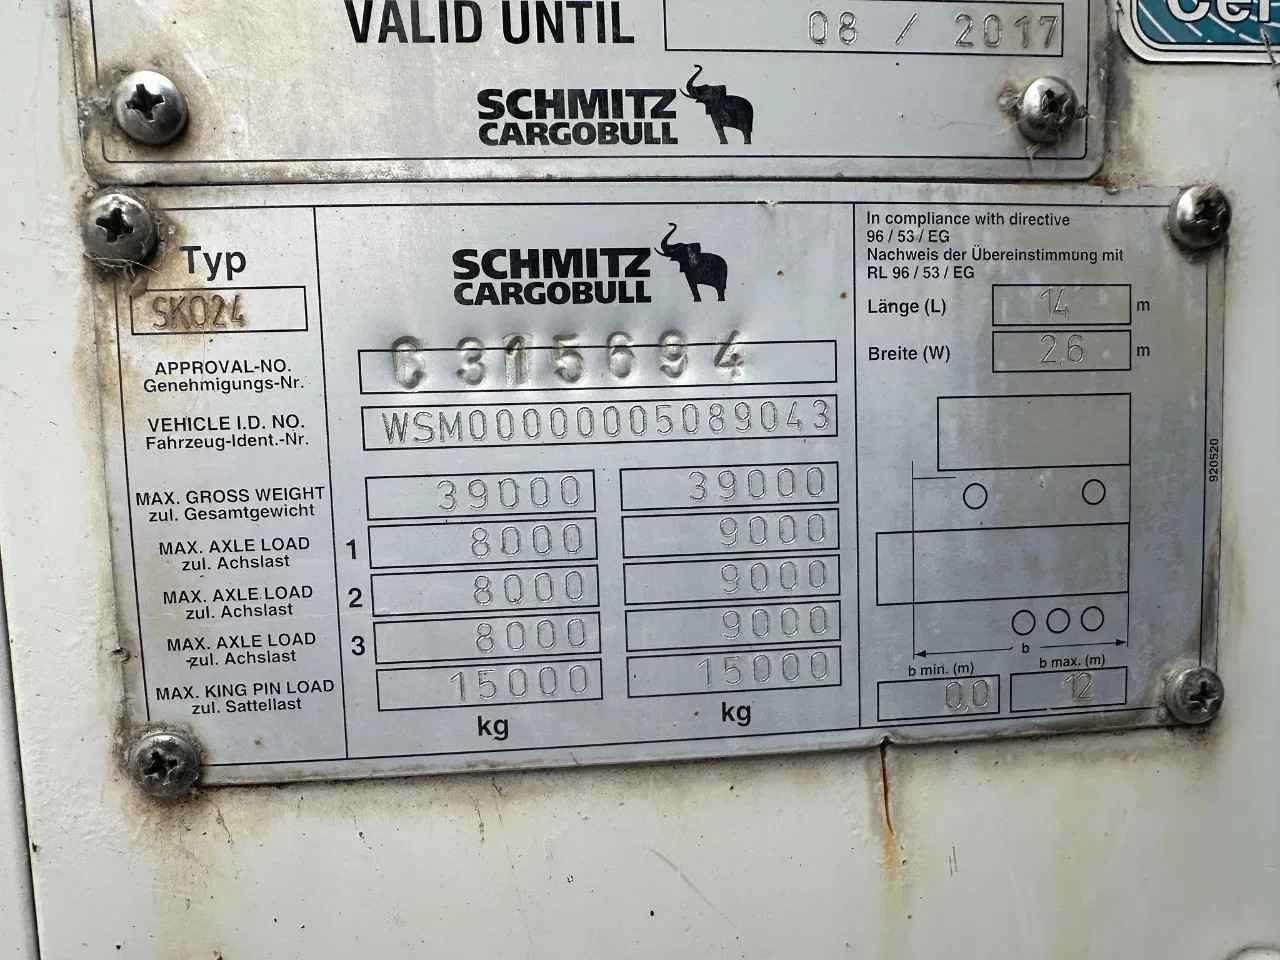 VALID UNTIL 08 / 2017
SCHMITZ
CARGOBULL
Typ
SKO24
SCHMITZ
CARGOBULL
APPROVAL-NO.
Genehmigungs-Nr.
C315694
VEHICLE I.D. NO.
Fahrzeug-Ident.-Nr.
WSM00000005089043
MAX. GROSS WEIGHT
zul. Gesamtgewicht
39000 39000
MAX. AXLE LOAD
zul. Achslast
1 8000 9000
MAX. AXLE LOAD
zul. Achslast
2 8000 9000
MAX. AXLE LOAD
zul. Achslast
3 8000 9000
MAX. KING PIN LOAD
zul. Sattellast
15000 15000
kg kg
In compliance with directive
96 / 53 / EG
Nachweis der Übereinstimmung mit
RL 96 / 53 / EG
Länge (L) 14 m
Breite (W) 2,6 m
b
b min. (m) b max. (m)
0,0 12
920520